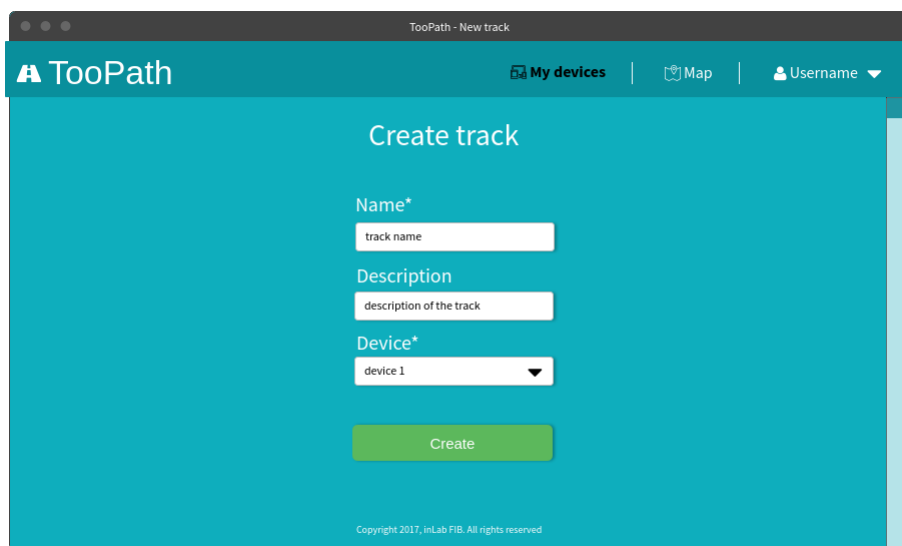 TooPath - New track
TooPath
My devices
Map
Username
Create track
Name*
track name
Description
description of the track
Device*
device 1
Create
Copyright 2017, inLab FIB. All rights reserved